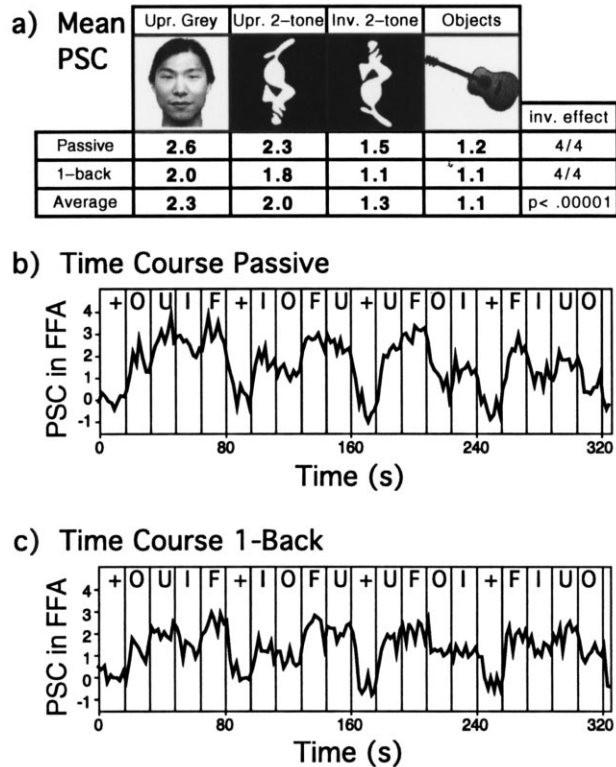 a) Mean PSC
Upr. Grey Upr. 2-tone Inv. 2-tone Objects
inv. effect
Passive 2.6 2.3 1.5 1.2 4/4
1-back 2.0 1.8 1.1 1.1 4/4
Average 2.3 2.0 1.3 1.1 p< .00001
b) Time Course Passive
+ O U I F + I O F U + U F O I + F I U O
PSC in FFA
4
3
2
1
0
-1
0 80 160 240 320
Time (s)
c) Time Course 1-Back
+ O U I F + I O F U + U F O I + F I U O
PSC in FFA
4
3
2
1
0
-1
0 80 160 240 320
Time (s)